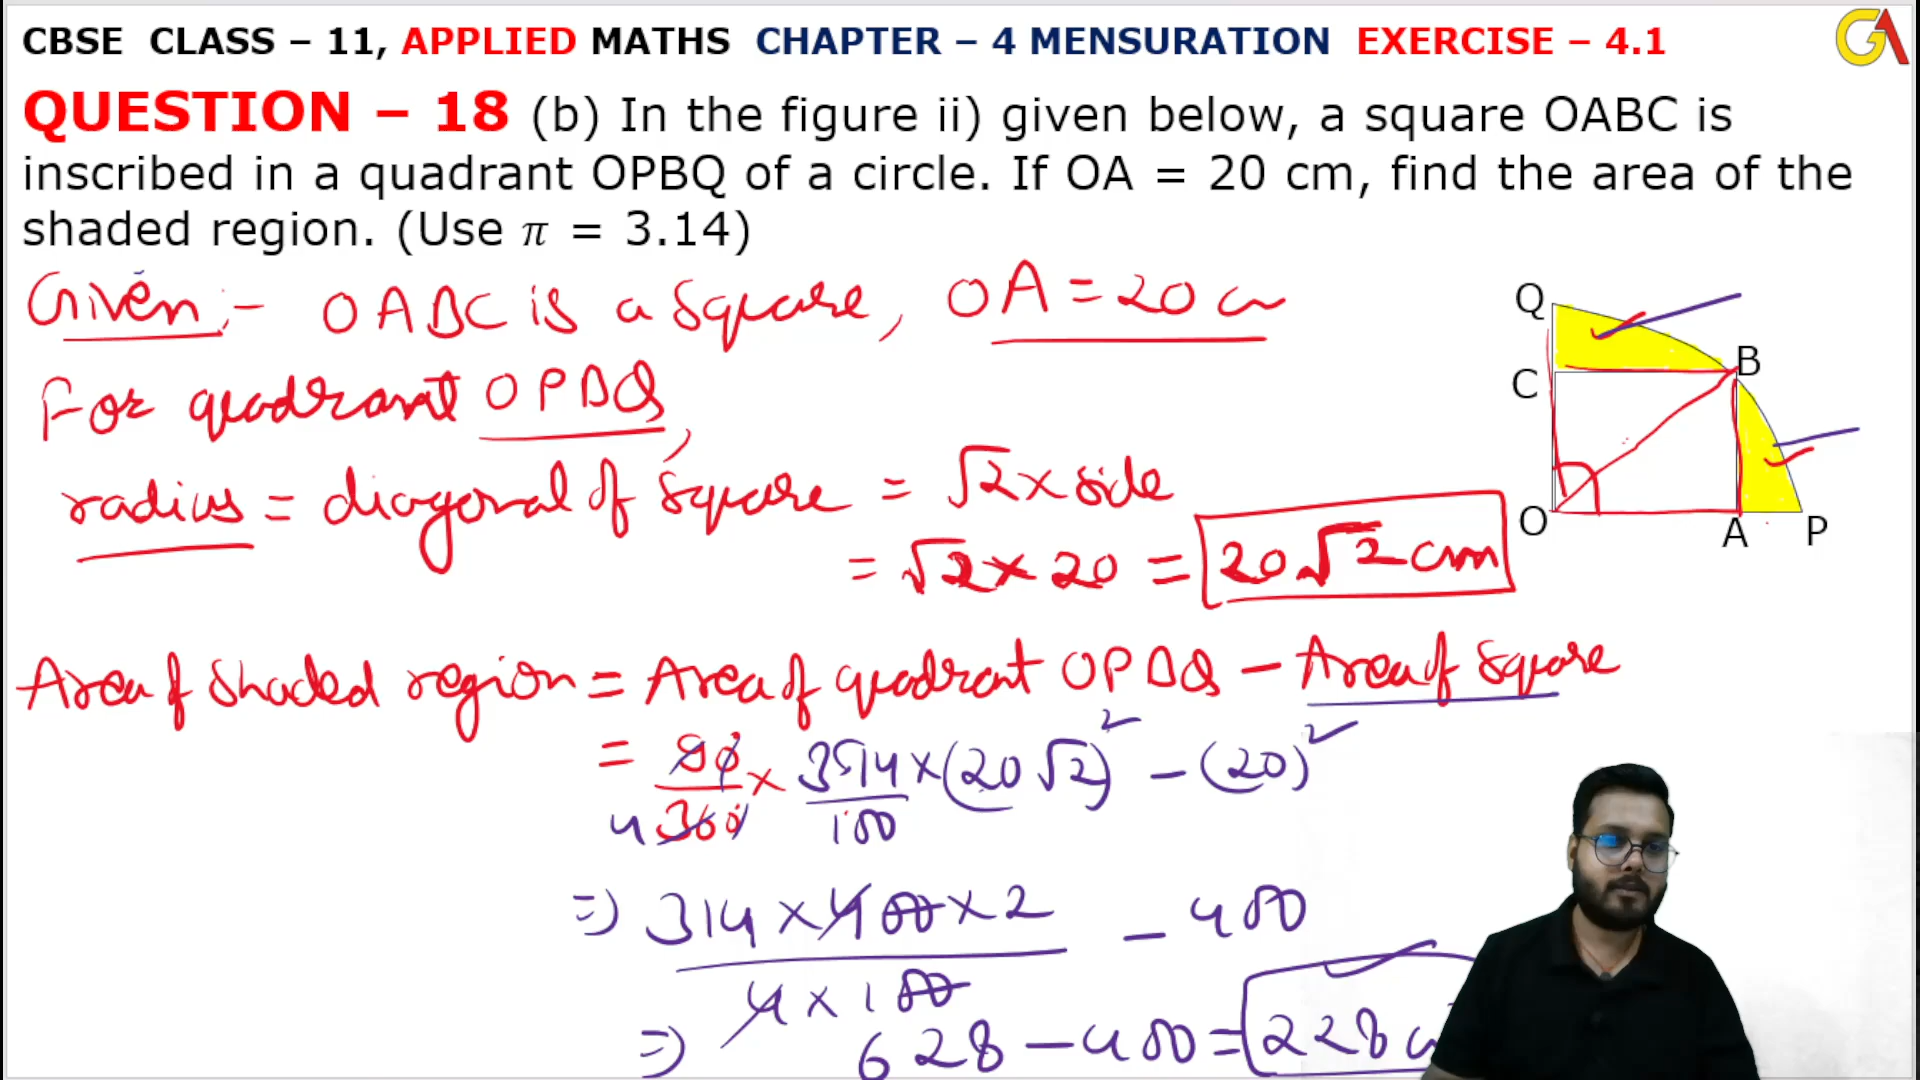 CBSE CLASS – 11, APPLIED MATHS CHAPTER – 4 MENSURATION EXERCISE – 4.1
GA
QUESTION – 18 (b) In the figure ii) given below, a square OABC is
inscribed in a quadrant OPBQ of a circle. If OA = 20 cm, find the area of the
shaded region. (Use π = 3.14)
Given :- OABC is a square, OA = 20 cm
For quadrant OPBQ,
radius = diagonal of square = √2 × side
= √2 × 20 = 20√2 cm
Q
B
C
O
A
P
Area of shaded region = Area of quadrant OPBQ – Area of square
= 90/360 × 314/100 × (20√2)² – (20)²
4
⇒ 314 × 400 × 2 / 4 × 100 – 400
⇒ 628 – 400 = 228 c